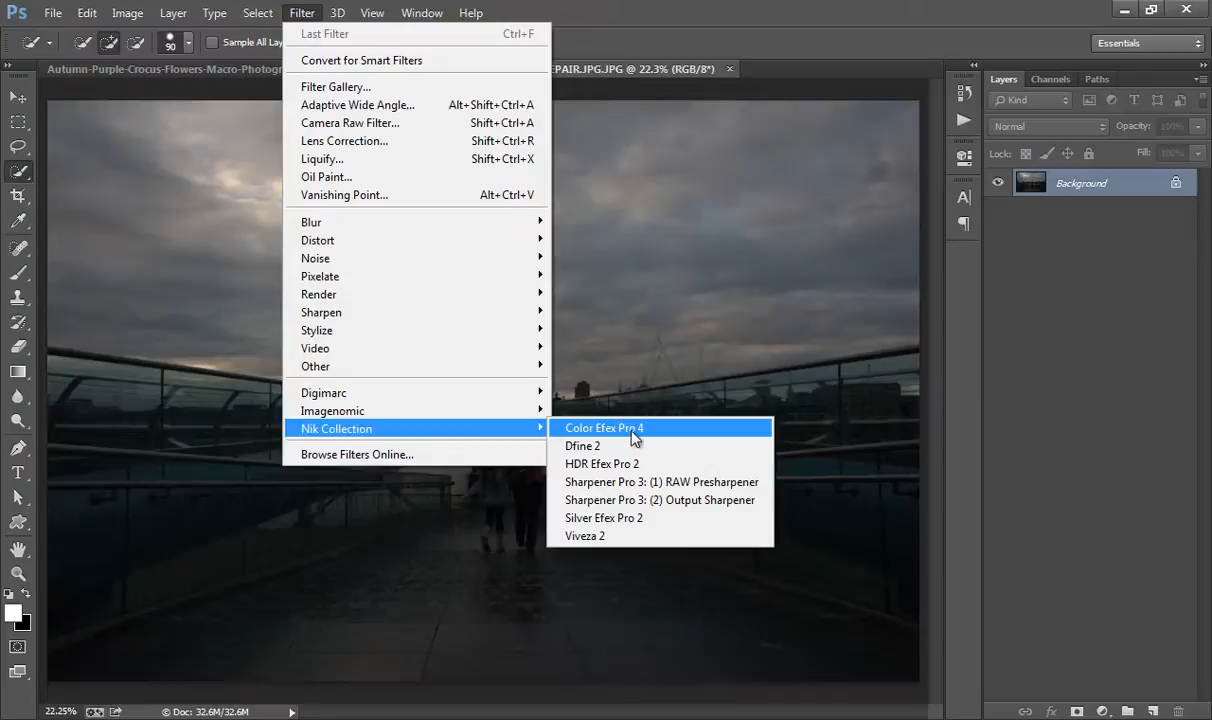 Ps File Edit Image Layer Type Select Filter 3D View Window Help
90 Sample All Lay Essentials
Autumn-Purple-Crocus-Flowers-Macro-Photogr EPAIR.JPG.JPG @ 22.3% (RGB/8*) ×
Last Filter Ctrl+F
Convert for Smart Filters
Filter Gallery...
Adaptive Wide Angle... Alt+Shift+Ctrl+A
Camera Raw Filter... Shift+Ctrl+A
Lens Correction... Shift+Ctrl+R
Liquify... Shift+Ctrl+X
Oil Paint...
Vanishing Point... Alt+Ctrl+V
Blur
Distort
Noise
Pixelate
Render
Sharpen
Stylize
Video
Other
Digimarc
Imagenomic
Nik Collection
Browse Filters Online...
Color Efex Pro 4
Dfine 2
HDR Efex Pro 2
Sharpener Pro 3: (1) RAW Presharpener
Sharpener Pro 3: (2) Output Sharpener
Silver Efex Pro 2
Viveza 2
Layers Channels Paths
Kind
Normal Opacity: 100%
Lock: Fill: 100%
Background
22.25% Doc: 32.6M/32.6M